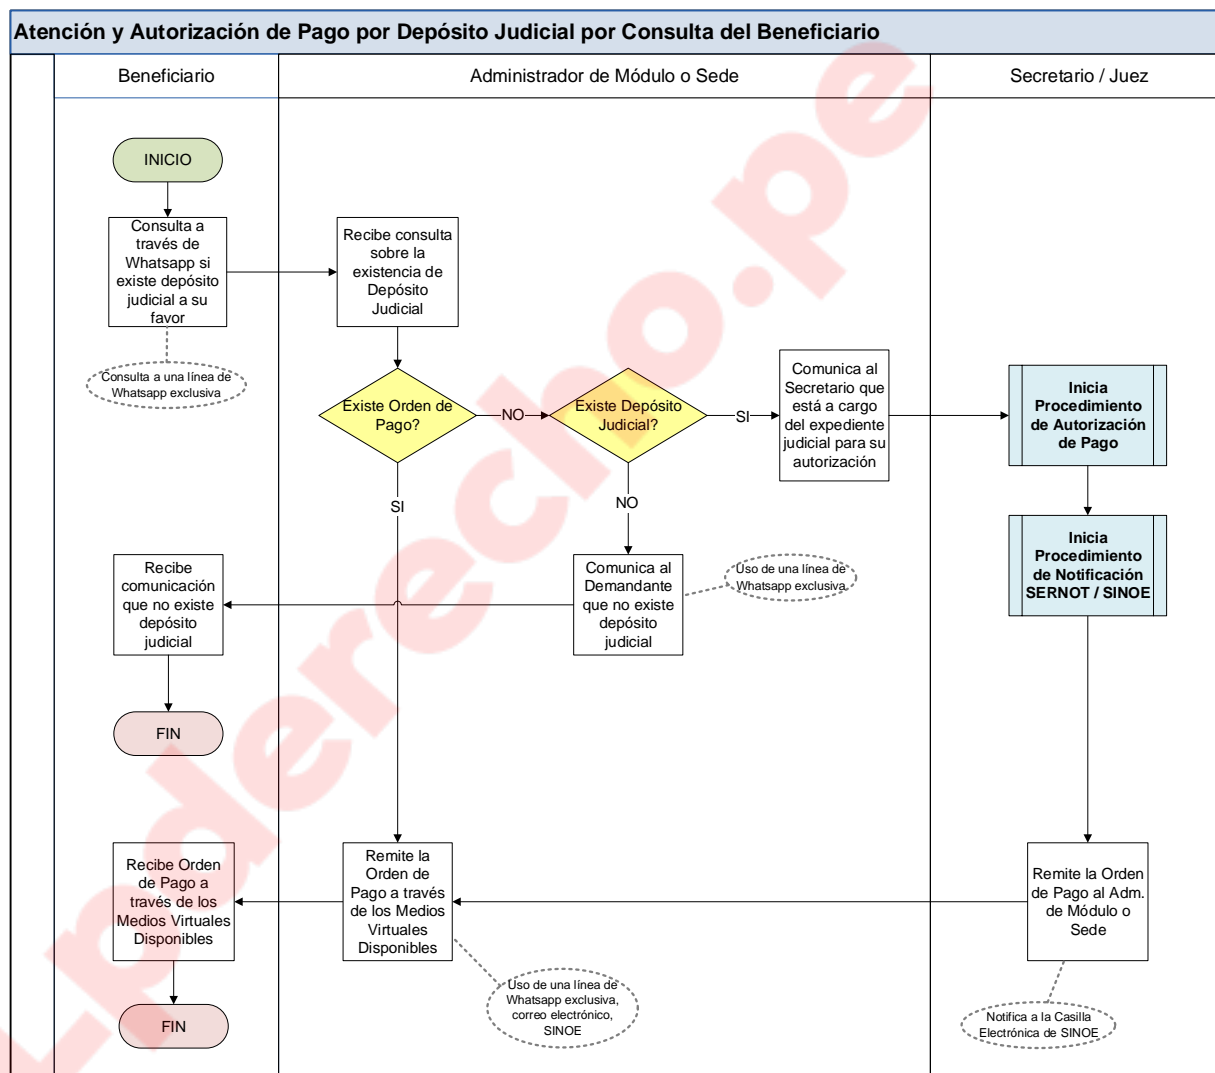 Atención y Autorización de Pago por Depósito Judicial por Consulta del Beneficiario
Beneficiario
Administrador de Módulo o Sede
Secretario / Juez
INICIO
Consulta a
través de
Whatsapp si
existe depósito
judicial a su
favor
Consulta a una línea de
Whatsapp exclusiva
Recibe consulta
sobre la
existencia de
Depósito
Judicial
Existe Orden de
Pago?
NO
Existe Depósito
Judicial?
SI
Comunica al
Secretario que
está a cargo
del expediente
judicial para su
autorización
Inicia
Procedimiento
de Autorización
de Pago
SI
NO
Inicia
Procedimiento
de Notificación
SERNOT / SINOE
Recibe
comunicación
que no existe
depósito
judicial
Comunica al
Demandante
que no existe
depósito
judicial
Uso de una línea de
Whatsapp exclusiva
FIN
Recibe Orden
de Pago a
través de los
Medios Virtuales
Disponibles
Remite la
Orden de
Pago a través
de los Medios
Virtuales
Disponibles
Remite la Orden
de Pago al Adm.
de Módulo o
Sede
FIN
Uso de una línea de
Whatsapp exclusiva,
correo electrónico,
SINOE
Notifica a la Casilla
Electrónica de SINOE
Lpderecho.pe